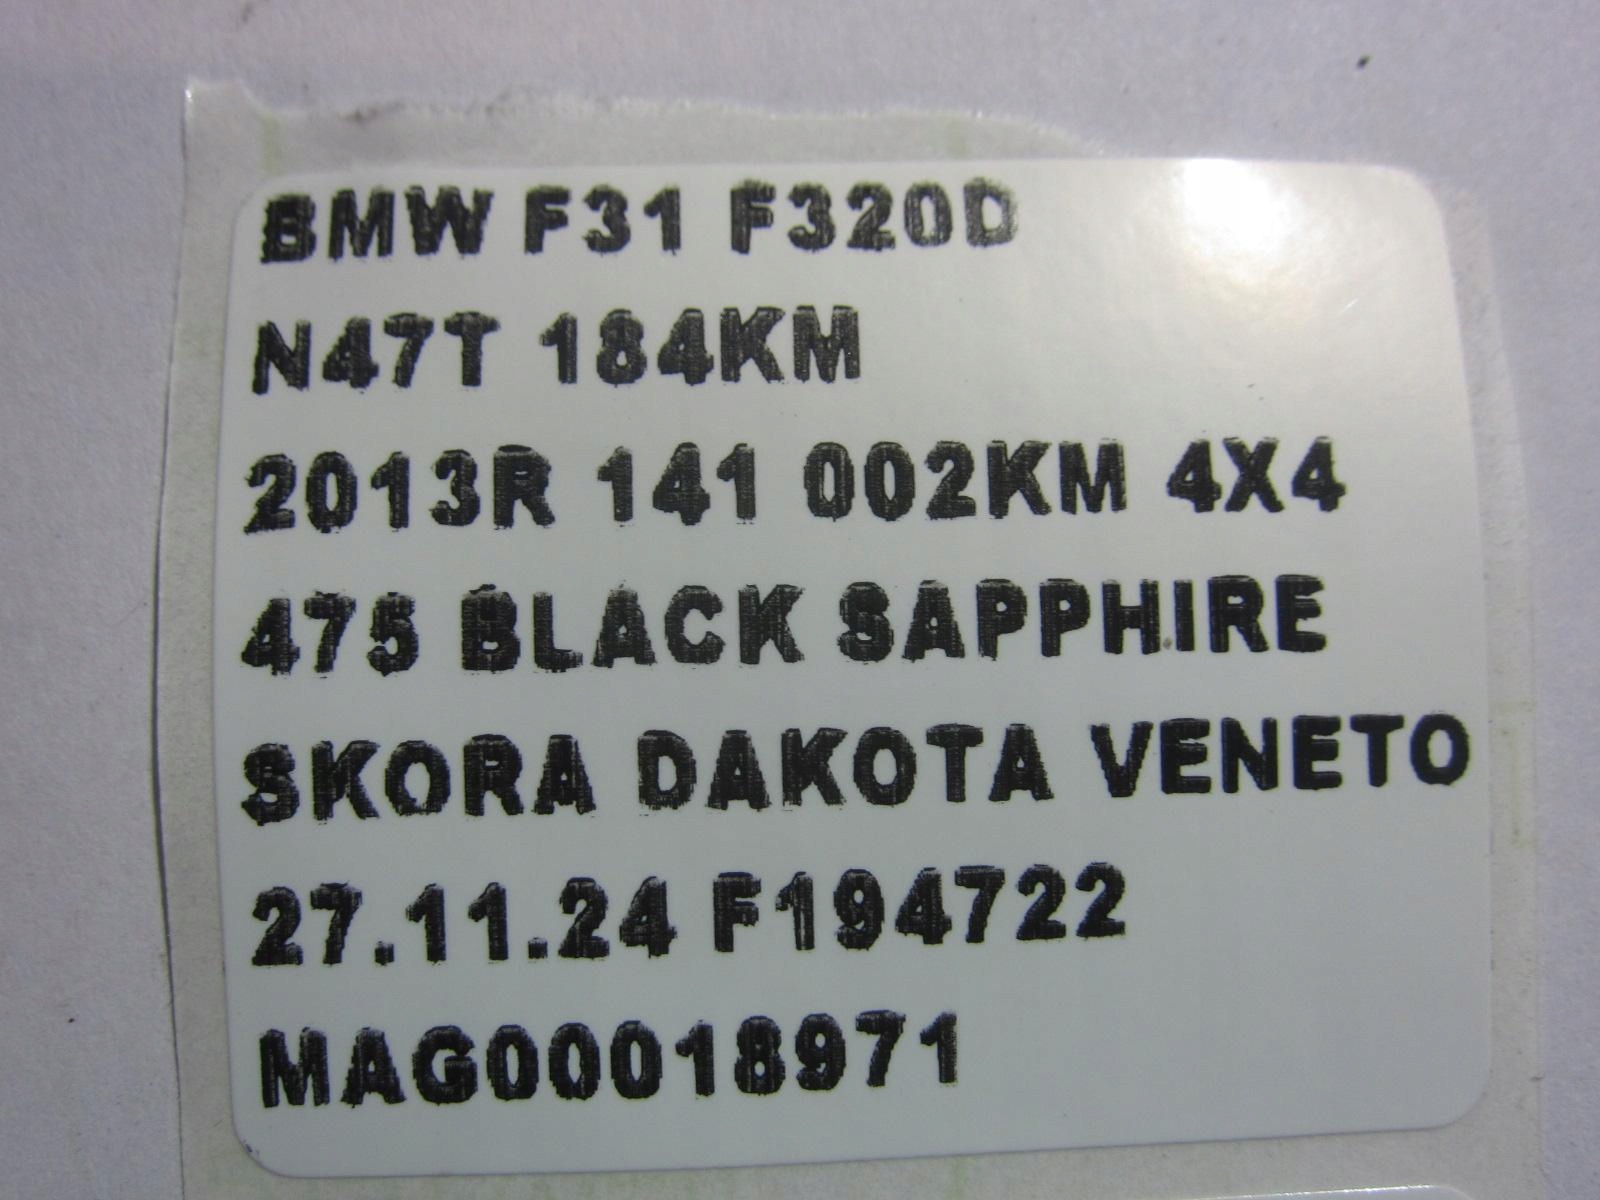 BMW F31 F320D
N47T 184KM
2013R 141 002KM 4X4
475 BLACK SAPPHIRE
SKORA DAKOTA VENETO
27.11.24 F194722
MAG00018971